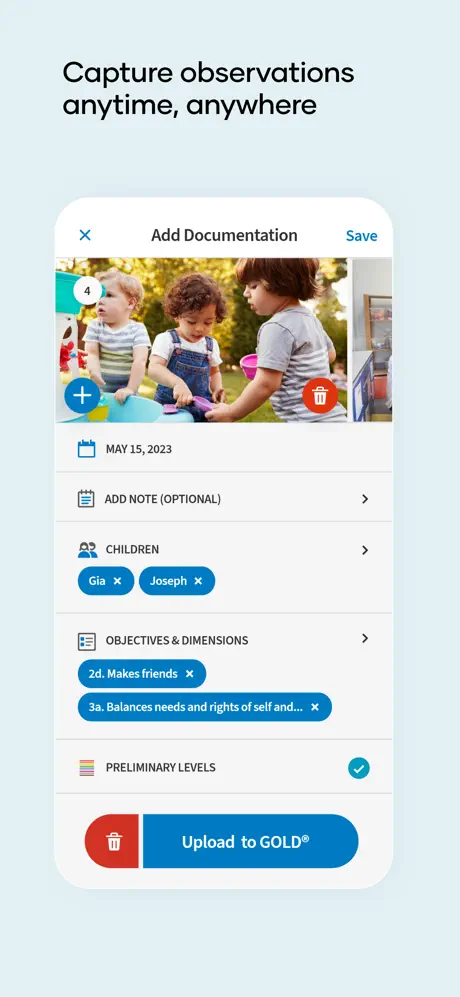 Capture observations
anytime, anywhere
Add Documentation
Save
4
MAY 15, 2023
ADD NOTE (OPTIONAL)
CHILDREN
Gia
Joseph
OBJECTIVES & DIMENSIONS
2d. Makes friends
3a. Balances needs and rights of self and...
PRELIMINARY LEVELS
Upload to GOLD®